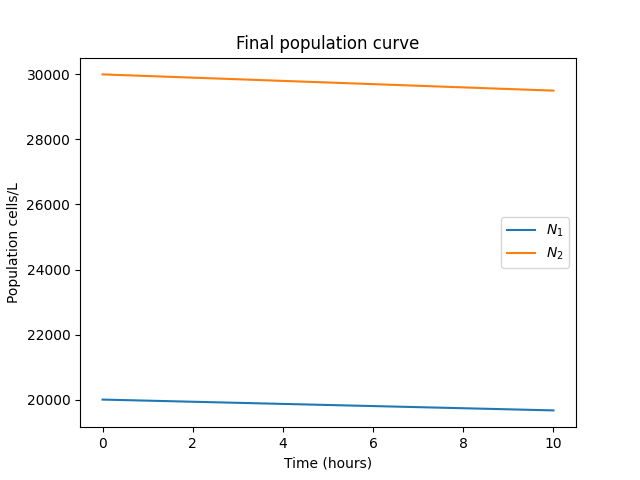 Final population curve
Population cells/L
30000
28000
26000
24000
22000
20000
N₁
N₂
0 2 4 6 8 10
Time (hours)